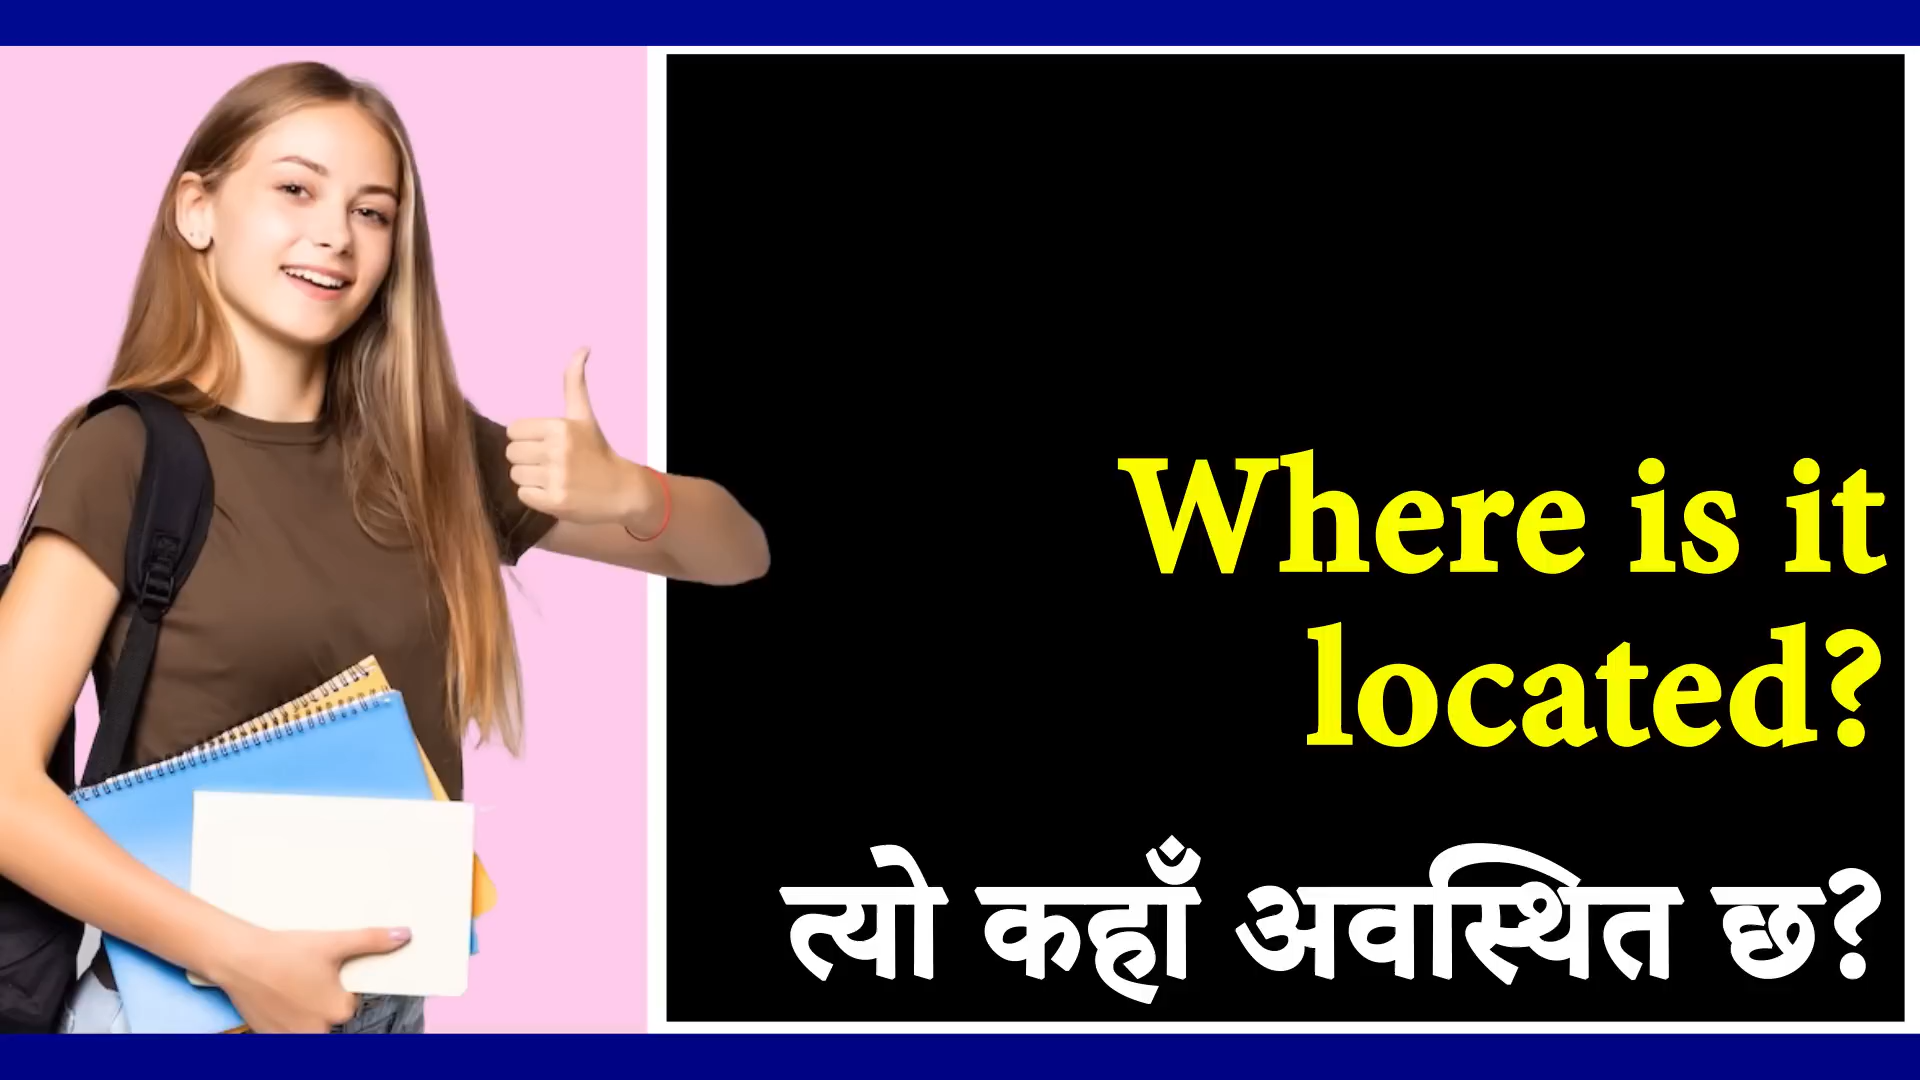 Where is it
located?
त्यो कहाँ अवस्थित छ?